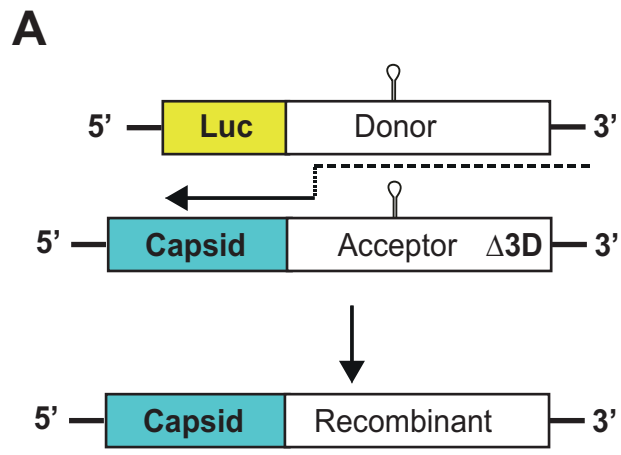 A
5’ Luc Donor 3’
5’ Capsid Acceptor Δ3D 3’
5’ Capsid Recombinant 3’